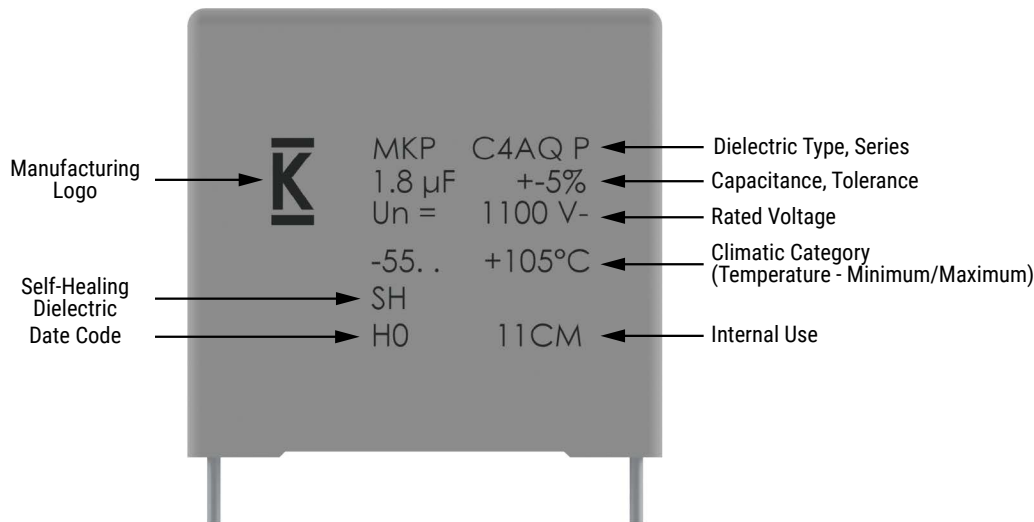 Manufacturing
Logo
K
MKP C4AQ P
1.8 µF +-5%
Un = 1100 V-
-55. . +105°C
SH
H0 11CM
Self-Healing
Dielectric
Date Code
Dielectric Type, Series
Capacitance, Tolerance
Rated Voltage
Climatic Category
(Temperature - Minimum/Maximum)
Internal Use